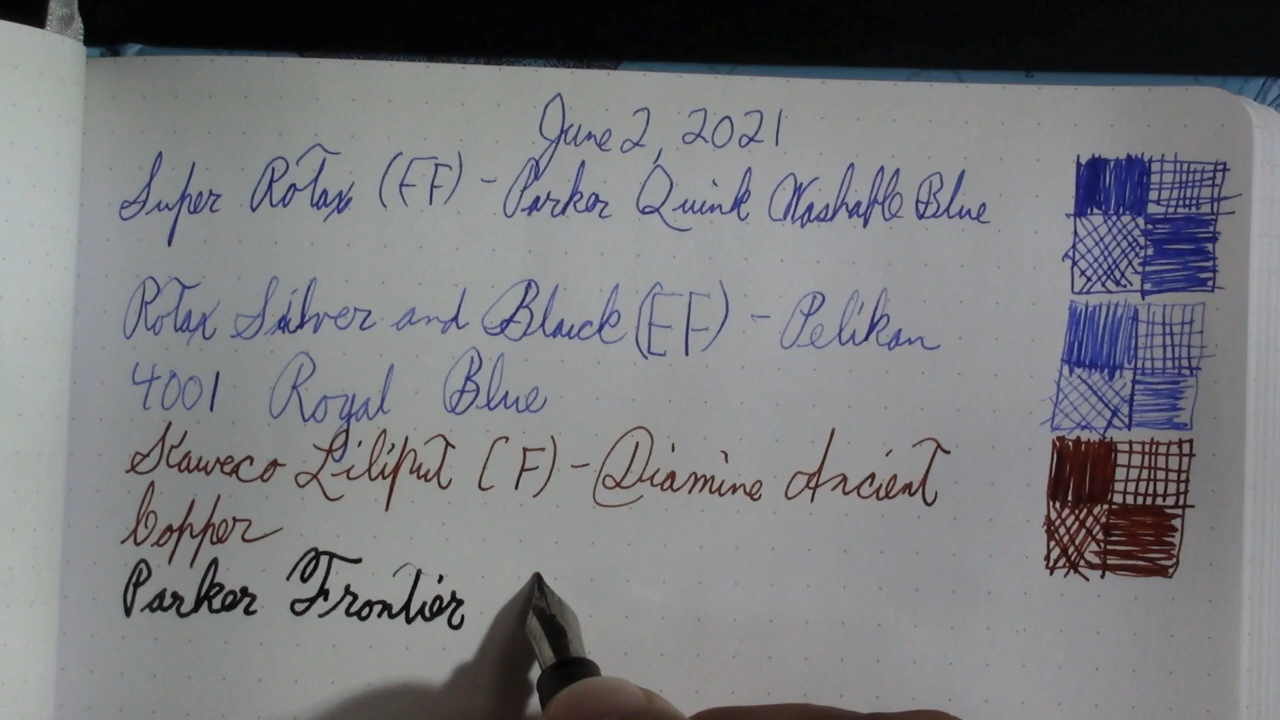 June 2, 2021
Super Rotax (EF) - Parker Quink Washable Blue
Rotax Silver and Black (EF) - Pelikan
4001 Royal Blue
Kaweco Liliput (F) - Diamine Ancient
Copper
Parker Frontier